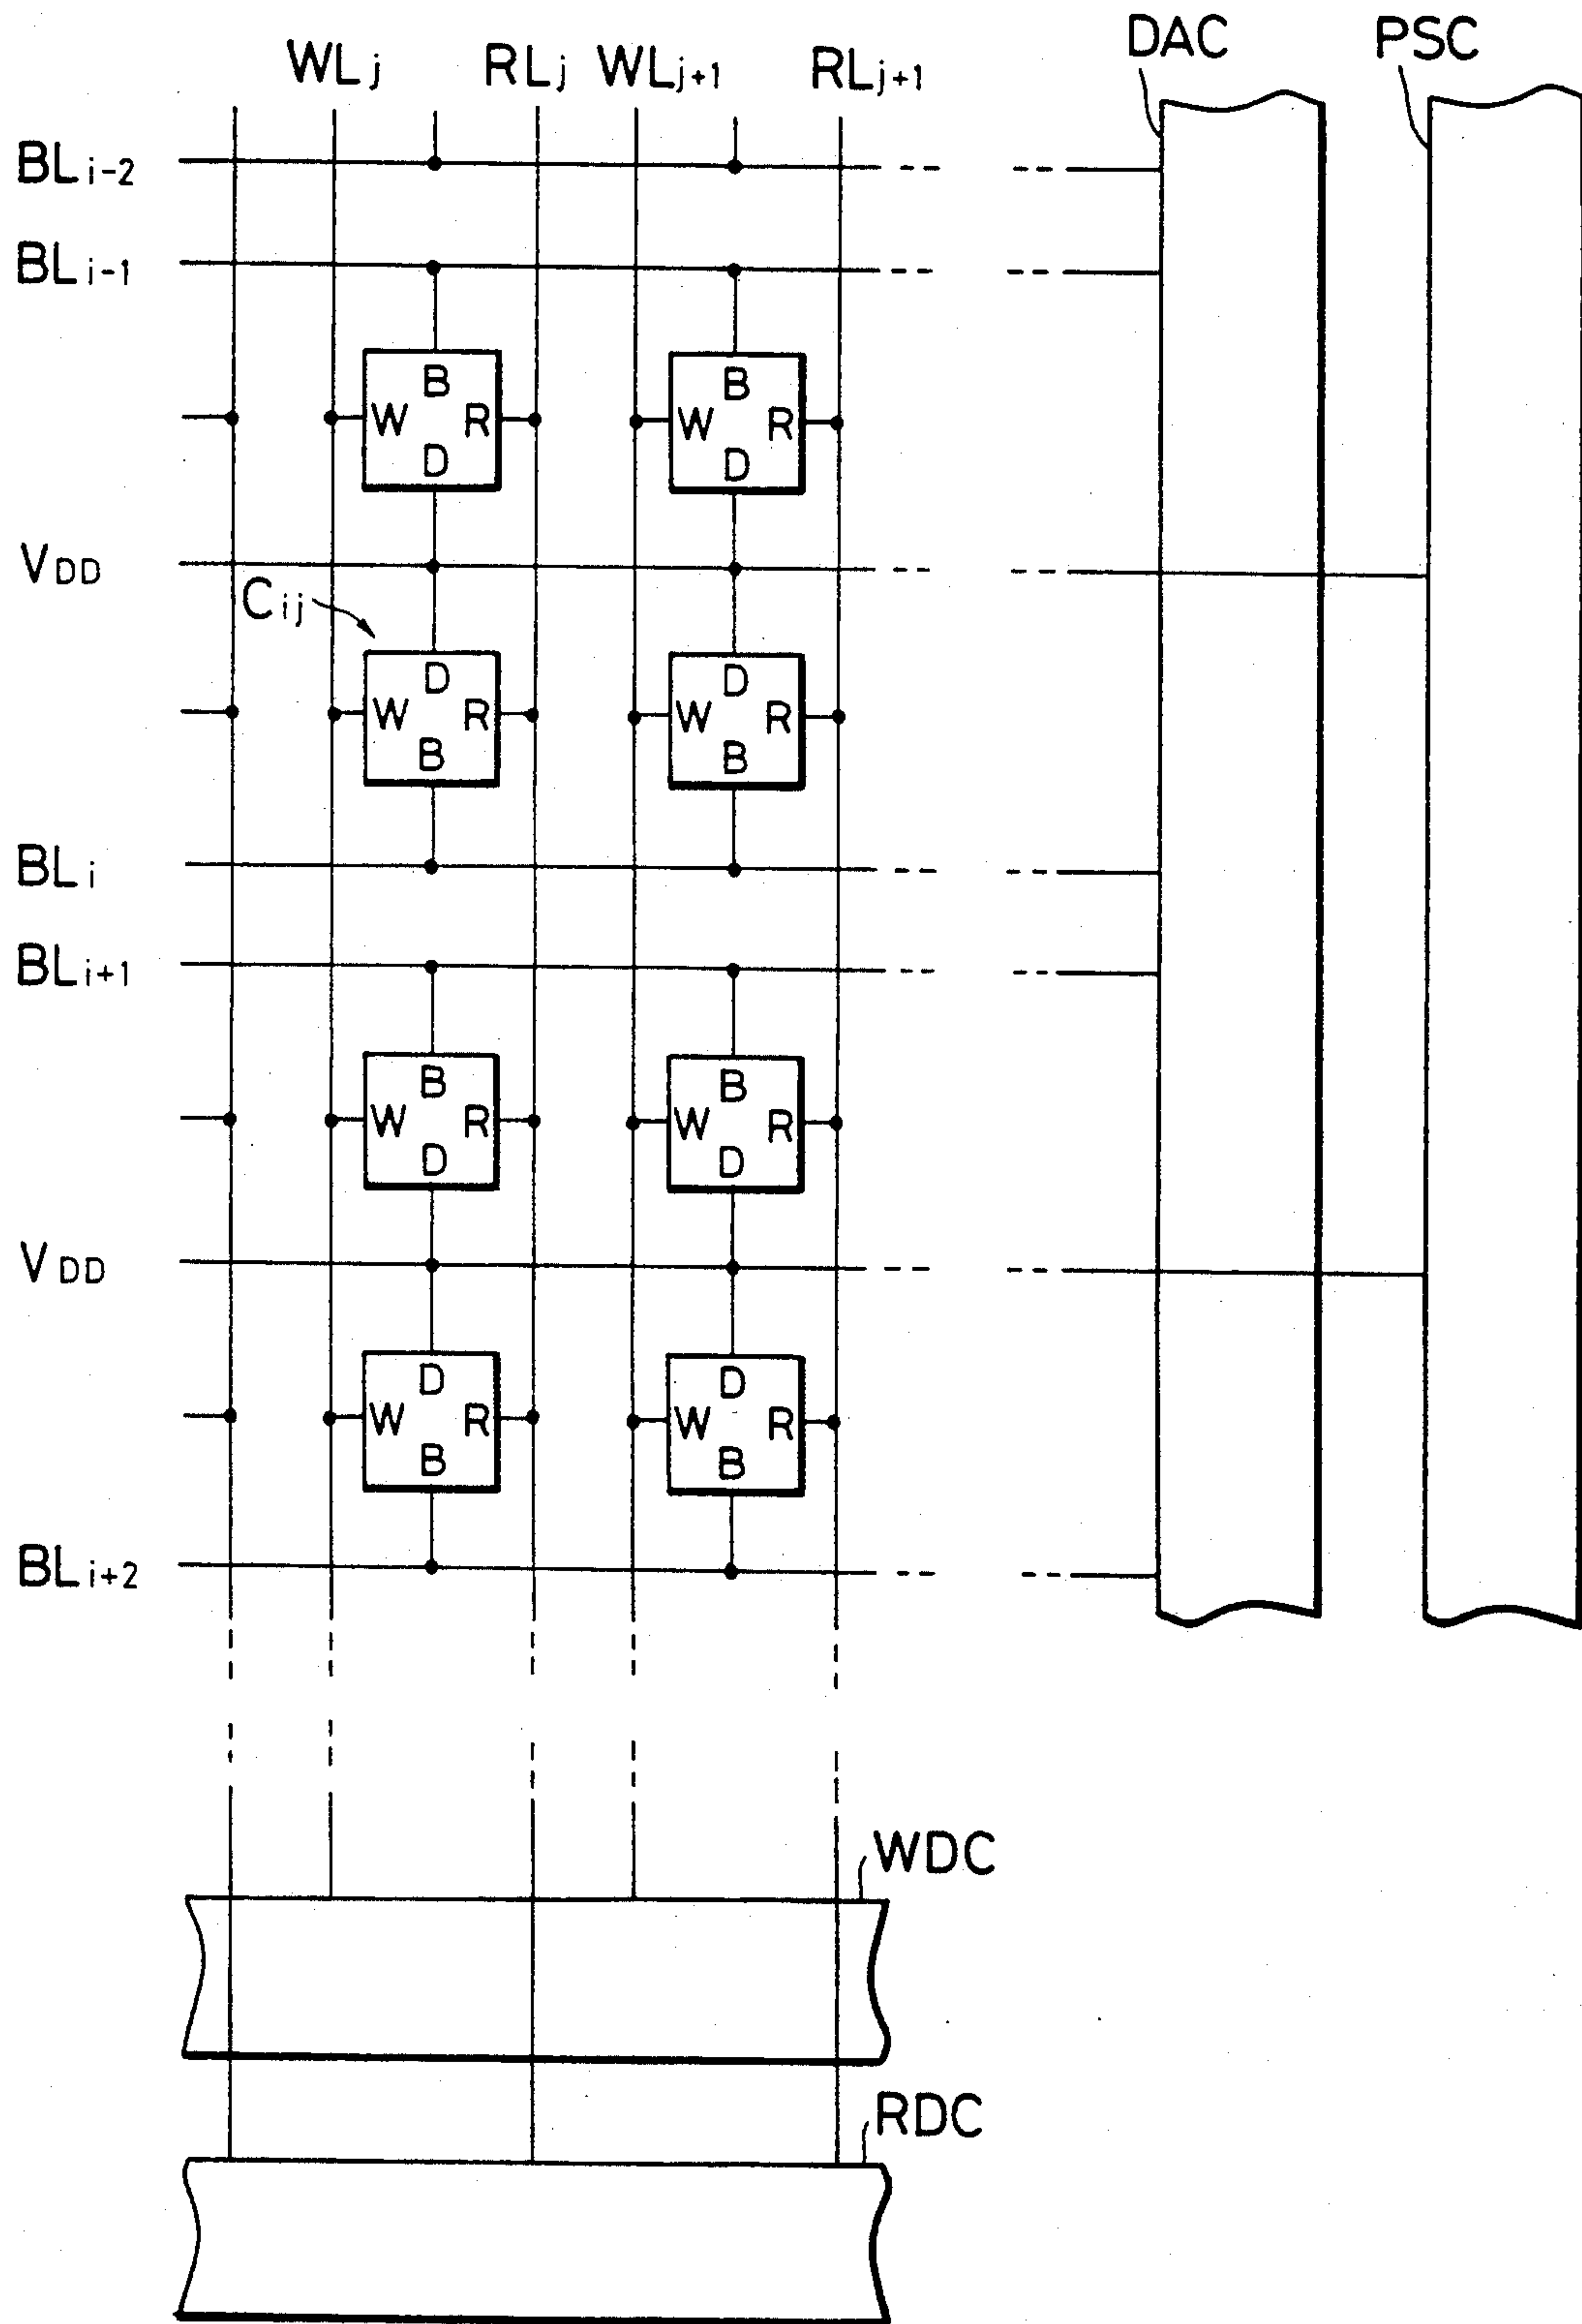 DAC PSC
WLj RLj WLj+1 RLj+1
BLi-2
BLi-1
B B
W R W R
D D
VDD
Cij
D D
W R W R
B B
BLi
BLi+1
B B
W R W R
D D
VDD
D D
W R W R
B B
BLi+2
WDC
RDC